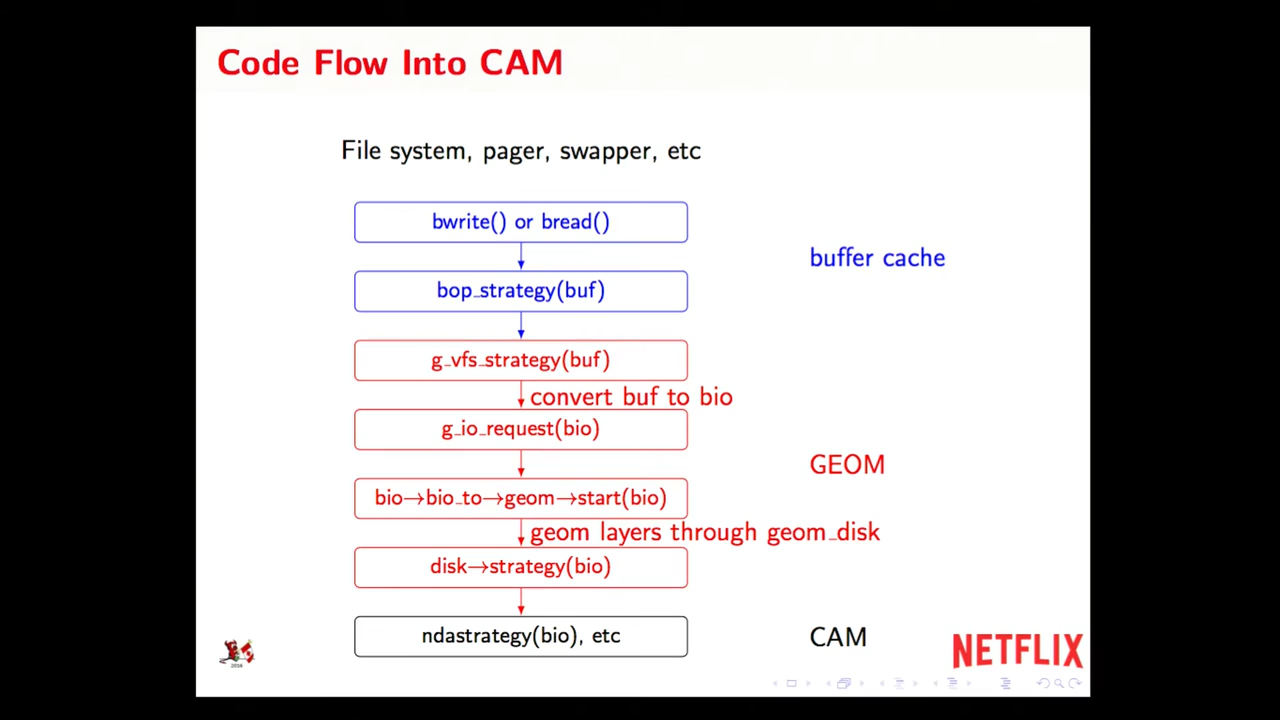 Code Flow Into CAM
File system, pager, swapper, etc
bwrite() or bread()
buffer cache
bop_strategy(buf)
g_vfs_strategy(buf)
convert buf to bio
g_io_request(bio)
GEOM
bio→bio_to→geom→start(bio)
geom layers through geom_disk
disk→strategy(bio)
ndastrategy(bio), etc
CAM
NETFLIX